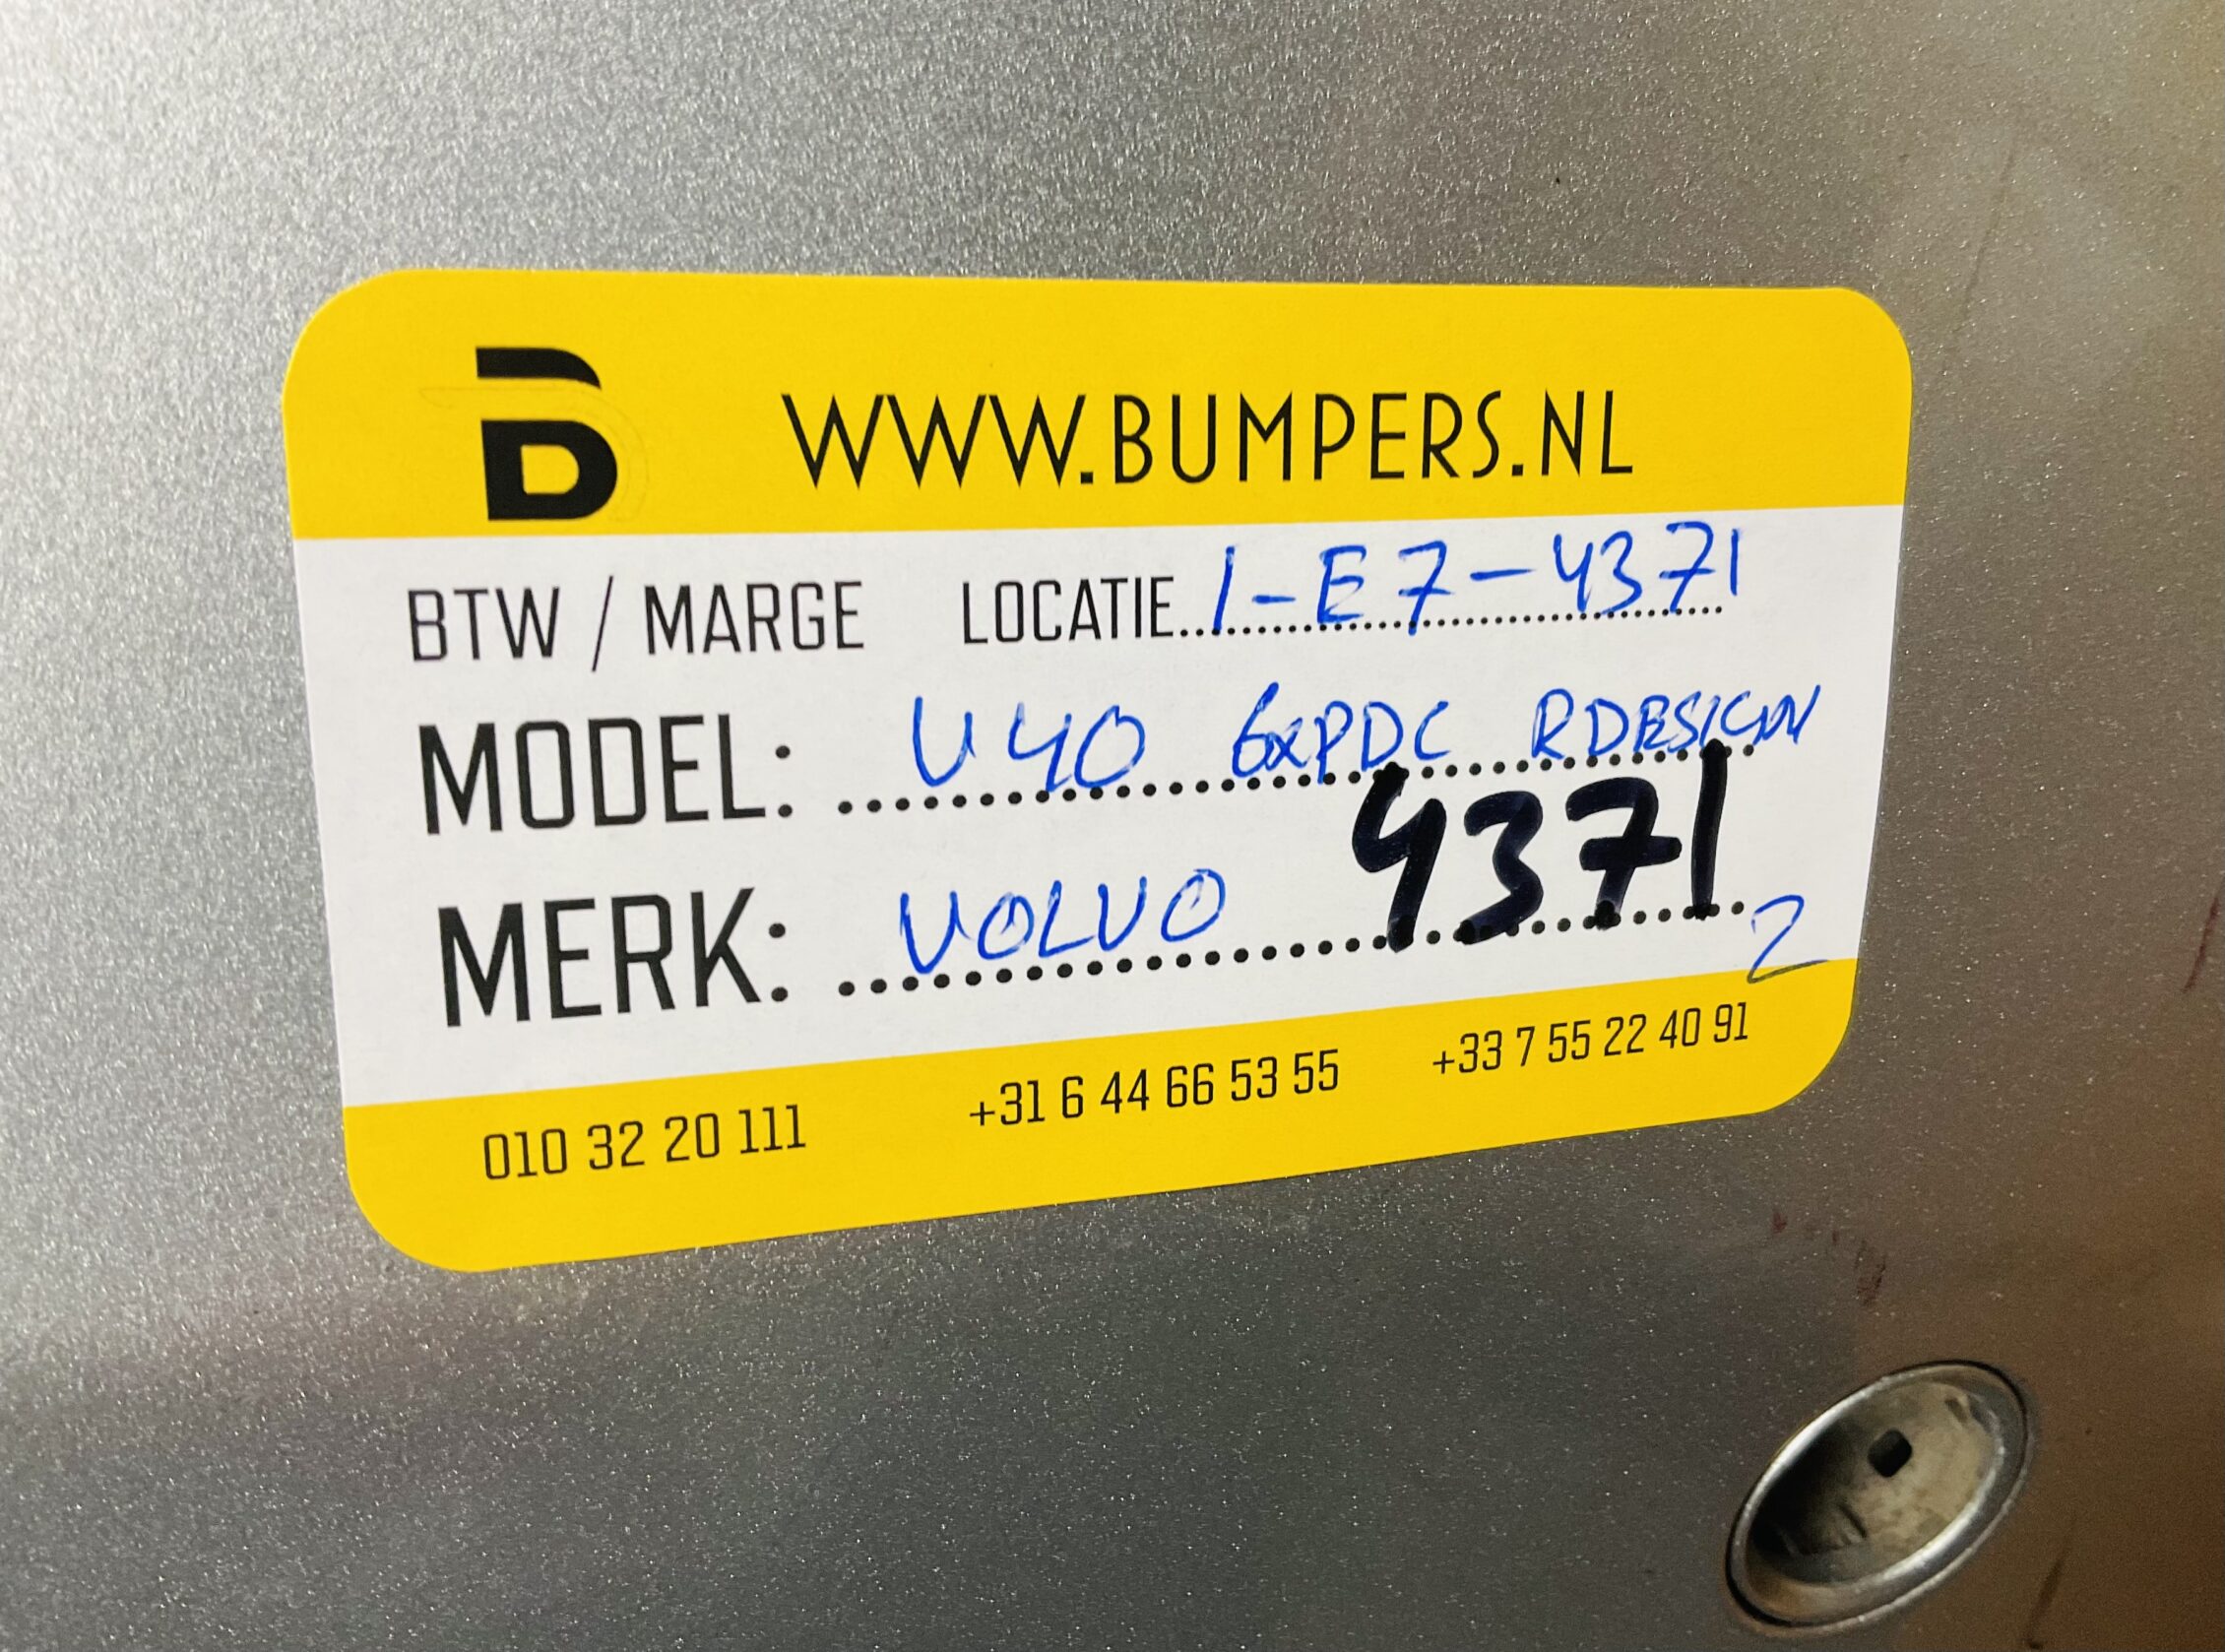 B WWW.BUMPERS.NL
BTW / MARGE LOCATIE..1-E7-4371
MODEL: V40 6xPDC RDESIGN
4371
MERK: VOLVO
2
010 32 20 111 +31 6 44 66 53 55 +33 7 55 22 40 91